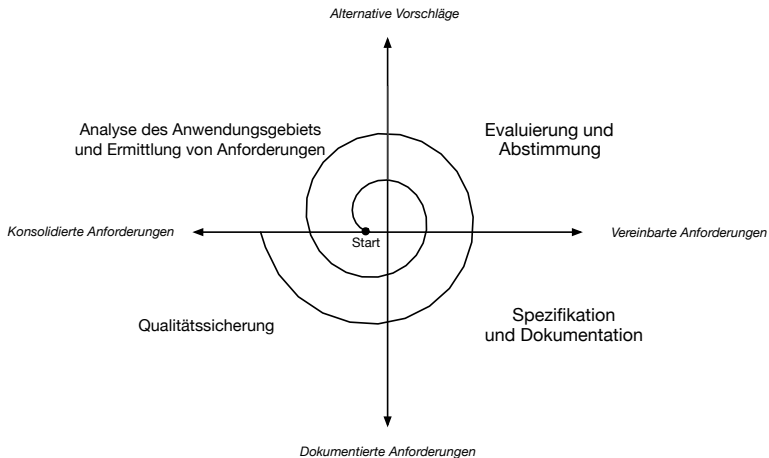 Alternative Vorschläge
Analyse des Anwendungsgebiets
und Ermittlung von Anforderungen
Evaluierung und
Abstimmung
Konsolidierte Anforderungen
Start
Vereinbarte Anforderungen
Qualitätssicherung
Spezifikation
und Dokumentation
Dokumentierte Anforderungen